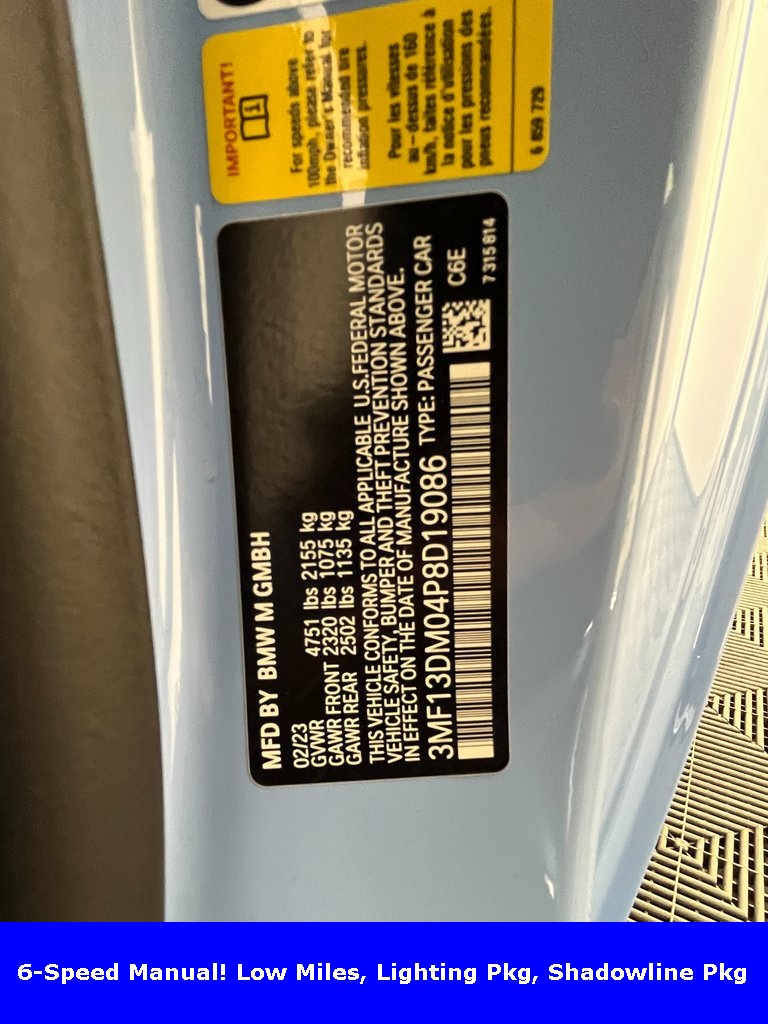 IMPORTANT!
For speeds above
100mph, please refer to
the Owner's Manual for
recommended tire
inflation pressures.
Pour les vitesses
au – dessus de 160
km/h, faites référence à
la notice d'utilisation
pour les pressions des
pneus recommandées.
6 850 729
MFD BY BMW M GMBH
02/23
GVWR 4751 lbs 2155 kg
GAWR FRONT 2320 lbs 1075 kg
GAWR REAR 2502 lbs 1135 kg
THIS VEHICLE CONFORMS TO ALL APPLICABLE U.S.FEDERAL MOTOR
VEHICLE SAFETY, BUMPER AND THEFT PREVENTION STANDARDS
IN EFFECT ON THE DATE OF MANUFACTURE SHOWN ABOVE.
3MF13DM04P8D19086 TYPE: PASSENGER CAR
C6E
7 315 814
6-Speed Manual! Low Miles, Lighting Pkg, Shadowline Pkg